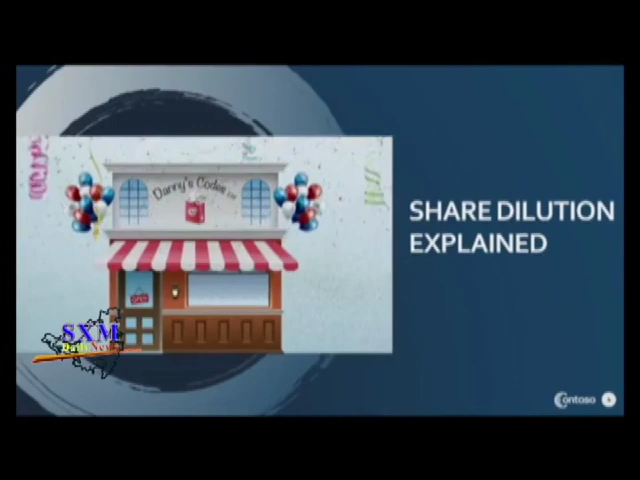 Danny's Codes
OPEN
SHARE DILUTION
EXPLAINED
SXM
Contoso